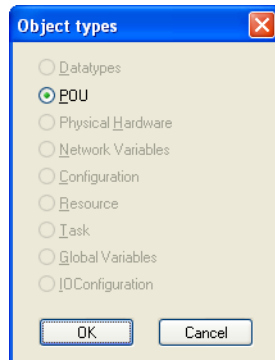 Object types
Datatypes
POU
Physical Hardware
Network Variables
Configuration
Resource
Task
Global Variables
IOConfiguration
OK Cancel